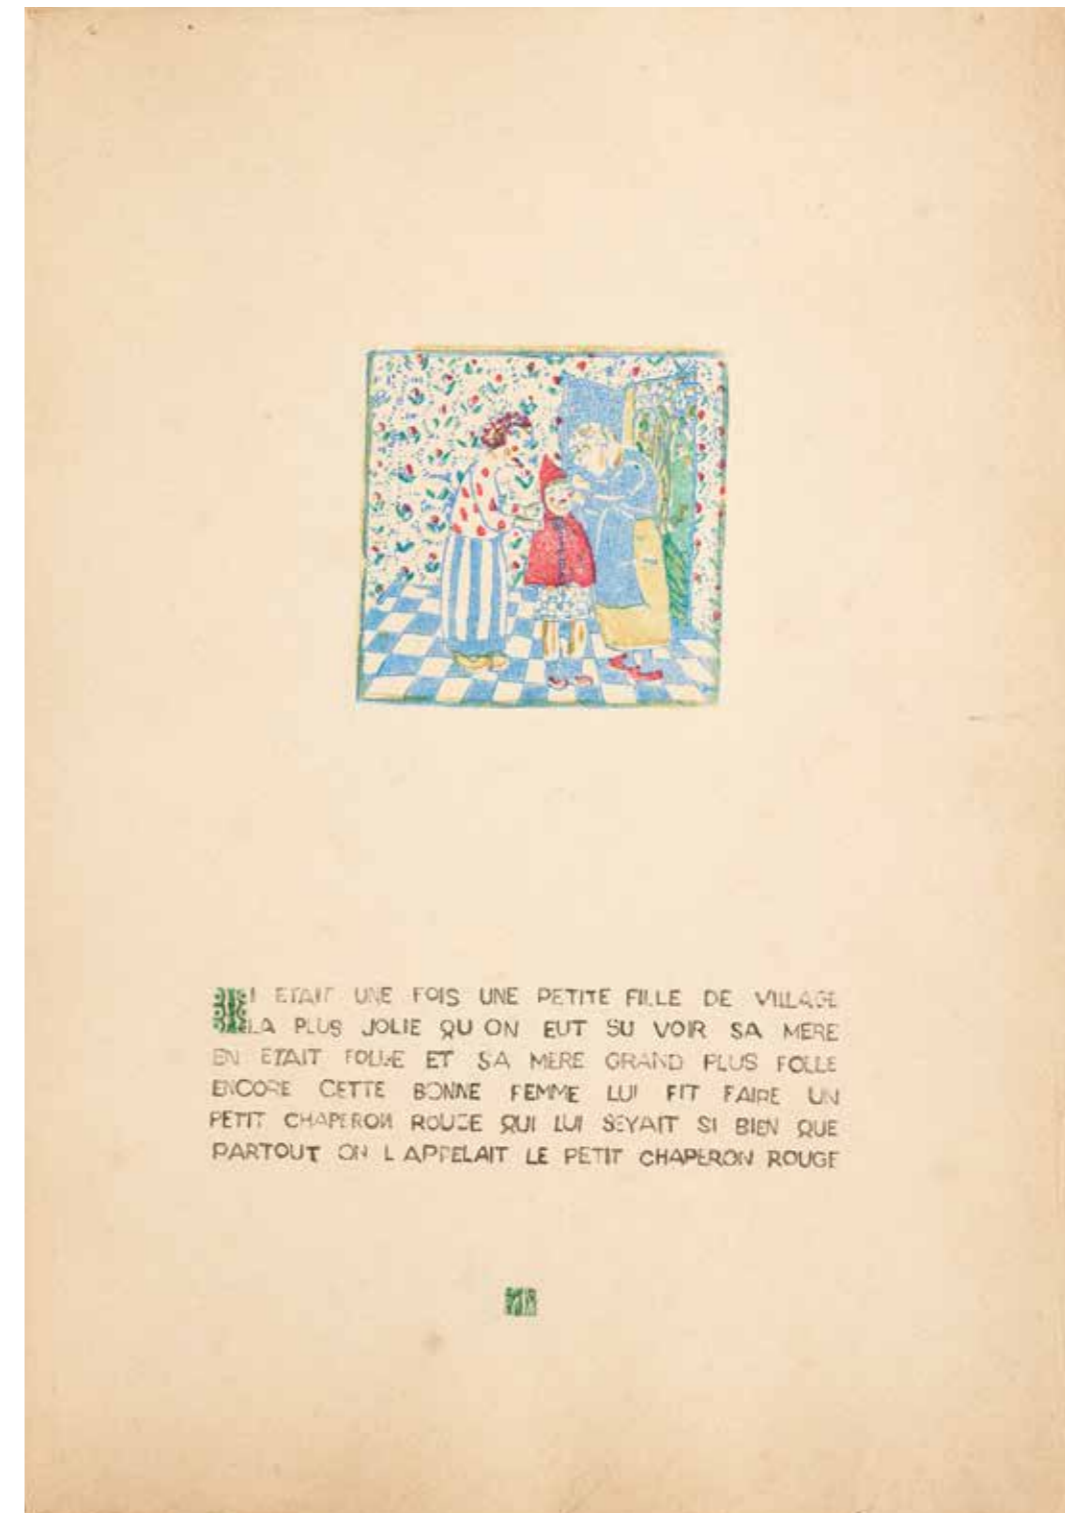 IL ETAIT UNE FOIS UNE PETITE FILLE DE VILLAGE
LA PLUS JOLIE QU ON EUT SU VOIR SA MERE
EN ETAIT FOLLE ET SA MERE GRAND PLUS FOLLE
ENCORE CETTE BONNE FEMME LUI FIT FAIRE UN
PETIT CHAPERON ROUGE QUI LUI SEYAIT SI BIEN QUE
PARTOUT ON L APPELAIT LE PETIT CHAPERON ROUGE